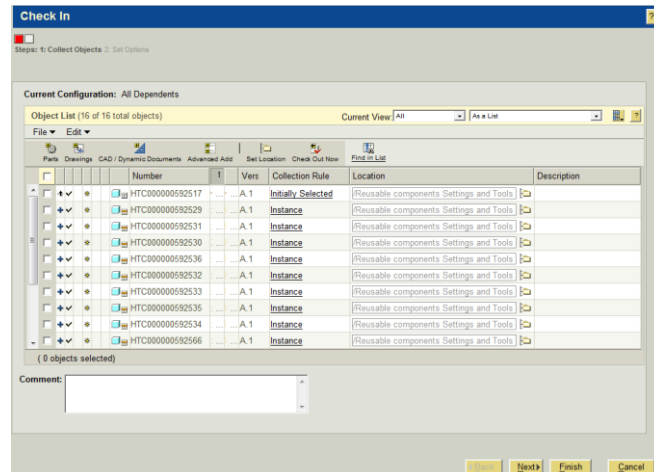 Check In
?
Steps: 1: Collect Objects 2. Set Options
Current Configuration: All Dependents
Object List (16 of 16 total objects) Current View: All As a List ?
File Edit
Parts Drawings CAD / Dynamic Documents Advanced Add Set Location Check Out Now Find in List
Number 1 Vers Collection Rule Location Description
HTC000000592517 ... ... A.1 Initially Selected /Reusable components Settings and Tools
HTC000000592529 ... ... A.1 Instance /Reusable components Settings and Tools
HTC000000592531 ... ... A.1 Instance /Reusable components Settings and Tools
HTC000000592530 ... ... A.1 Instance /Reusable components Settings and Tools
HTC000000592536 ... ... A.1 Instance /Reusable components Settings and Tools
HTC000000592532 ... ... A.1 Instance /Reusable components Settings and Tools
HTC000000592533 ... ... A.1 Instance /Reusable components Settings and Tools
HTC000000592535 ... ... A.1 Instance /Reusable components Settings and Tools
HTC000000592534 ... ... A.1 Instance /Reusable components Settings and Tools
HTC000000592566 ... ... A.1 Instance /Reusable components Settings and Tools
( 0 objects selected)
Comment:
Back Next Finish Cancel